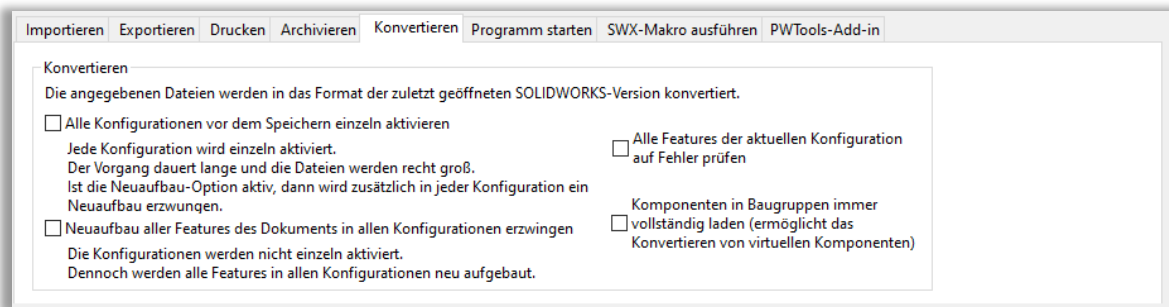 Importieren Exportieren Drucken Archivieren Konvertieren Programm starten SWX-Makro ausführen PWTools-Add-in
Konvertieren
Die angegebenen Dateien werden in das Format der zuletzt geöffneten SOLIDWORKS-Version konvertiert.
Alle Konfigurationen vor dem Speichern einzeln aktivieren
Jede Konfiguration wird einzeln aktiviert.
Der Vorgang dauert lange und die Dateien werden recht groß.
Ist die Neuaufbau-Option aktiv, dann wird zusätzlich in jeder Konfiguration ein
Neuaufbau erzwungen.
Neuaufbau aller Features des Dokuments in allen Konfigurationen erzwingen
Die Konfigurationen werden nicht einzeln aktiviert.
Dennoch werden alle Features in allen Konfigurationen neu aufgebaut.
Alle Features der aktuellen Konfiguration
auf Fehler prüfen
Komponenten in Baugruppen immer
vollständig laden (ermöglicht das
Konvertieren von virtuellen Komponenten)